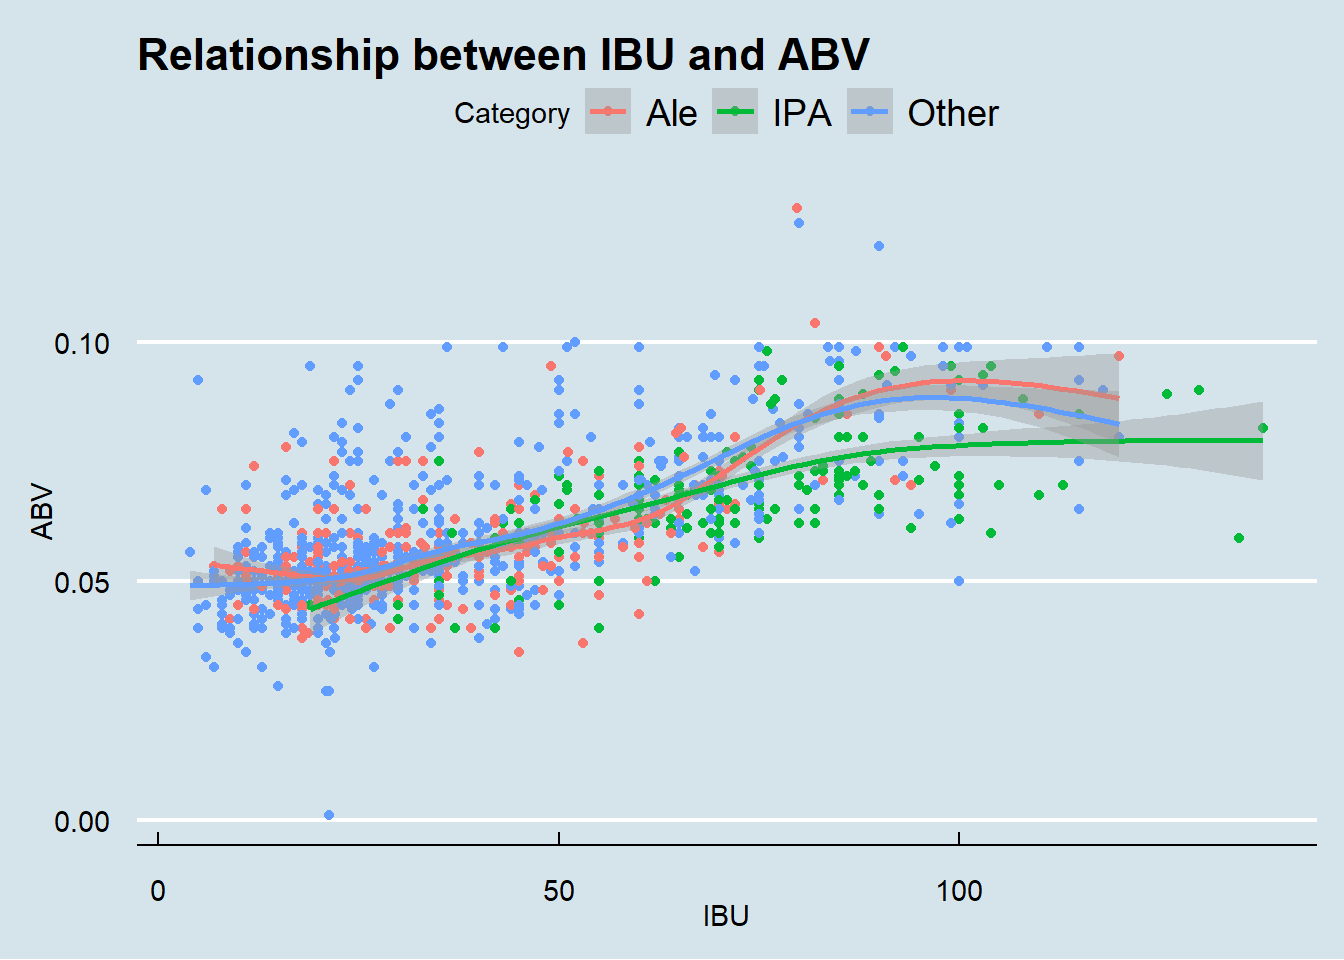 Relationship between IBU and ABV
Category Ale IPA Other
ABV
0.10
0.05
0.00
0 50 100
IBU